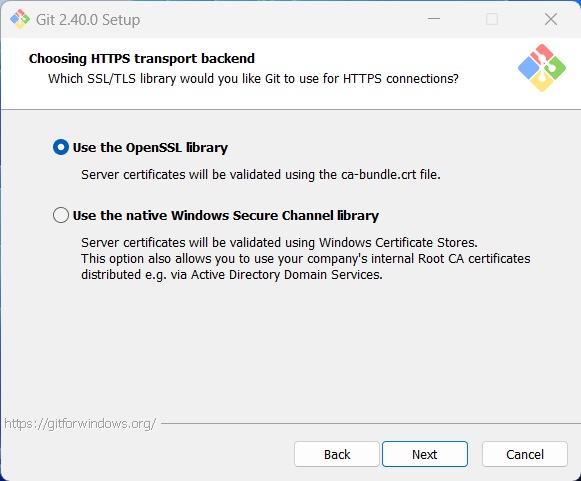 Git 2.40.0 Setup
Choosing HTTPS transport backend
Which SSL/TLS library would you like Git to use for HTTPS connections?
Use the OpenSSL library
Server certificates will be validated using the ca-bundle.crt file.
Use the native Windows Secure Channel library
Server certificates will be validated using Windows Certificate Stores.
This option also allows you to use your company's internal Root CA certificates
distributed e.g. via Active Directory Domain Services.
https://gitforwindows.org/
Back Next Cancel